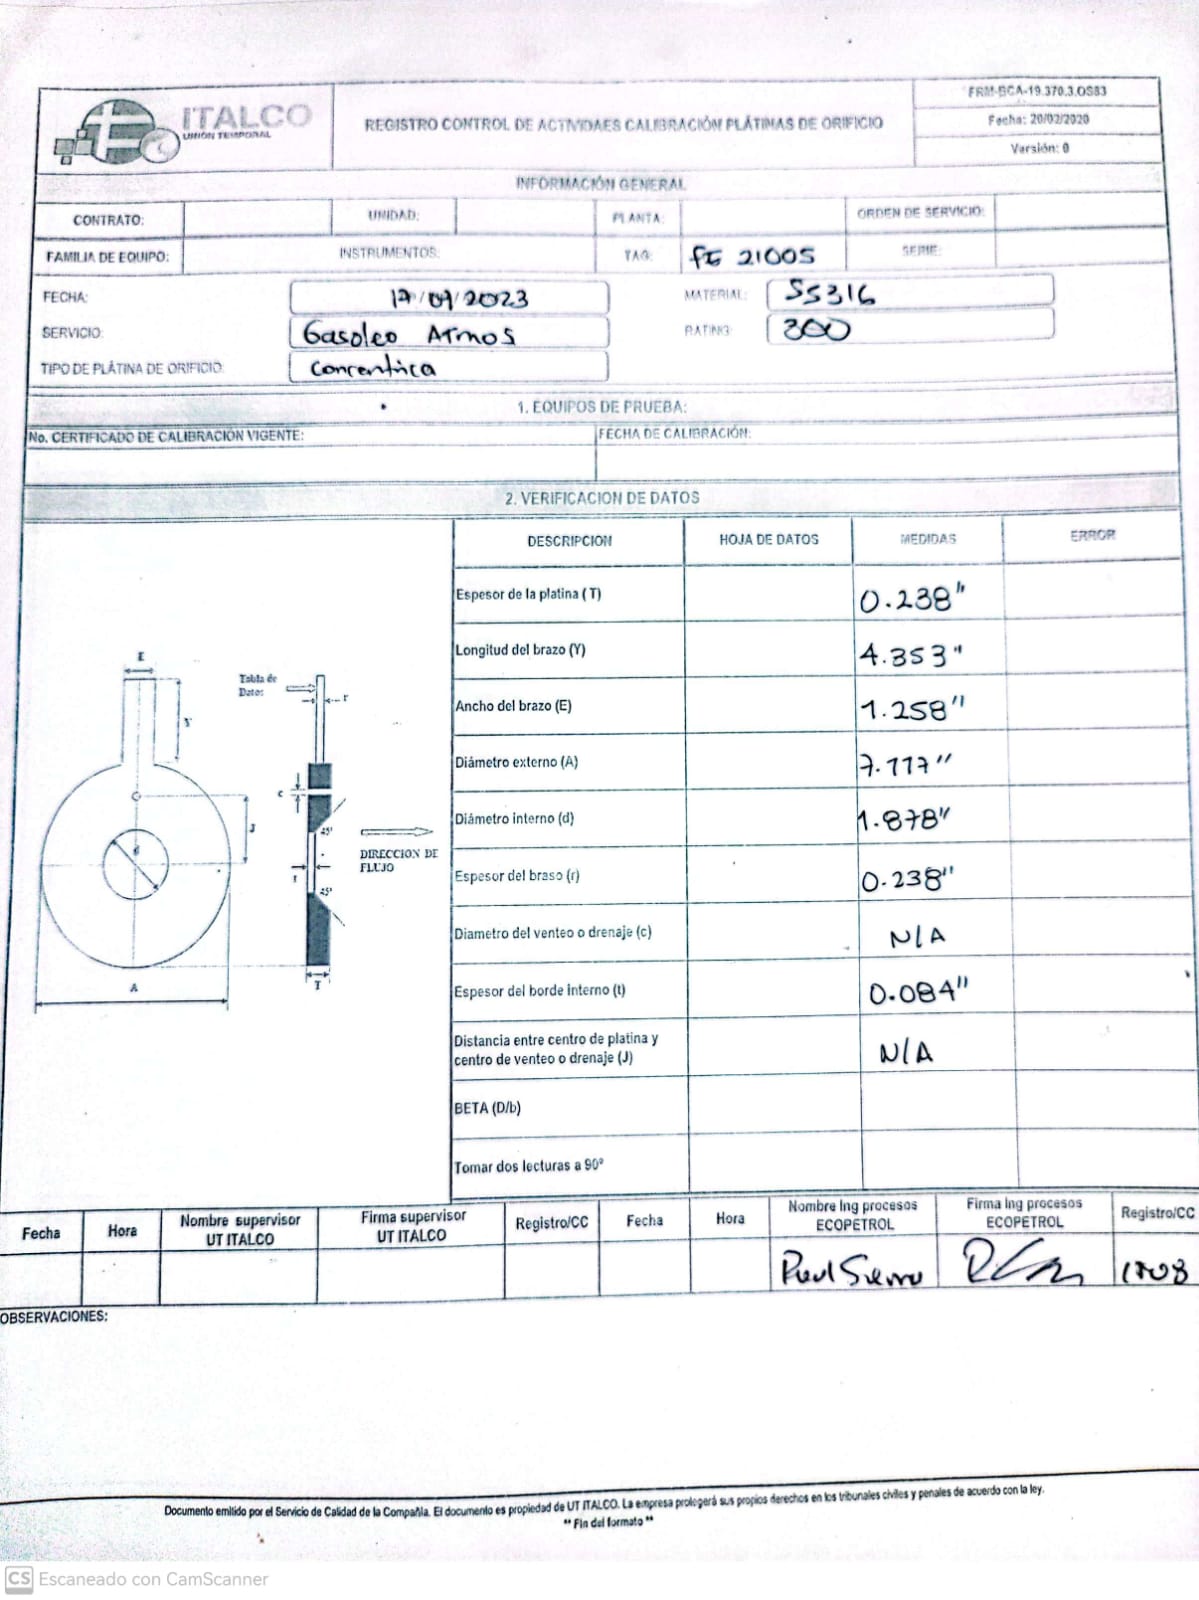 ITALCO
UNIÓN TEMPORAL
REGISTRO CONTROL DE ACTIVIDAES CALIBRACIÓN PLÁTINAS DE ORIFICIO
FRM-BCA-19.370.3.OS83
Fecha: 20/02/2020
Versión: 0
INFORMACIÓN GENERAL
CONTRATO: UNIDAD: PLANTA: ORDEN DE SERVICIO:
FAMILIA DE EQUIPO: INSTRUMENTOS: TAG: FE 21005 SERIE:
FECHA: 17/09/2023 MATERIAL: SS316
SERVICIO: Gasoleo Atmos RATING: 300
TIPO DE PLÁTINA DE ORIFICIO: Concentrica
1. EQUIPOS DE PRUEBA:
No. CERTIFICADO DE CALIBRACIÓN VIGENTE: FECHA DE CALIBRACIÓN:
2. VERIFICACION DE DATOS
DESCRIPCION HOJA DE DATOS MEDIDAS ERROR
Espesor de la platina (T) 0.238"
Longitud del brazo (Y) 4.353"
Ancho del brazo (E) 1.258"
Diámetro externo (A) 7.117"
Diámetro interno (d) 1.878"
Espesor del braso (r) 0.238"
Diametro del venteo o drenaje (c) N/A
Espesor del borde interno (t) 0.084"
Distancia entre centro de platina y
centro de venteo o drenaje (J) N/A
BETA (D/b)
Tomar dos lecturas a 90°
E
Tabla de
Datos
r
Y
c
J
45°
d
DIRECCION DE
FLUJO
t
45°
A
T
Fecha Hora Nombre supervisor
UT ITALCO Firma supervisor
UT ITALCO Registro/CC Fecha Hora Nombre Ing procesos
ECOPETROL Firma Ing procesos
ECOPETROL Registro/CC
Raul Sierra
OBSERVACIONES:
Documento emitido por el Servicio de Calidad de la Compañía. El documento es propiedad de UT ITALCO. La empresa protegerá sus propios derechos en los tribunales civiles y penales de acuerdo con la ley.
** Fin del formato **
CS Escaneado con CamScanner